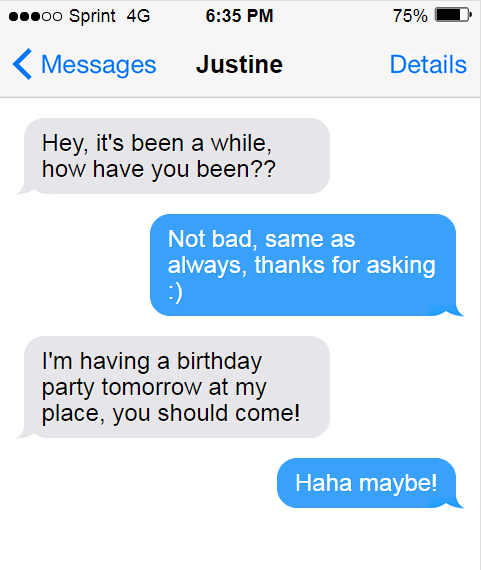 Sprint 4G 6:35 PM 75%
Messages Justine Details
Hey, it's been a while,
how have you been??
Not bad, same as
always, thanks for asking
:)
I'm having a birthday
party tomorrow at my
place, you should come!
Haha maybe!